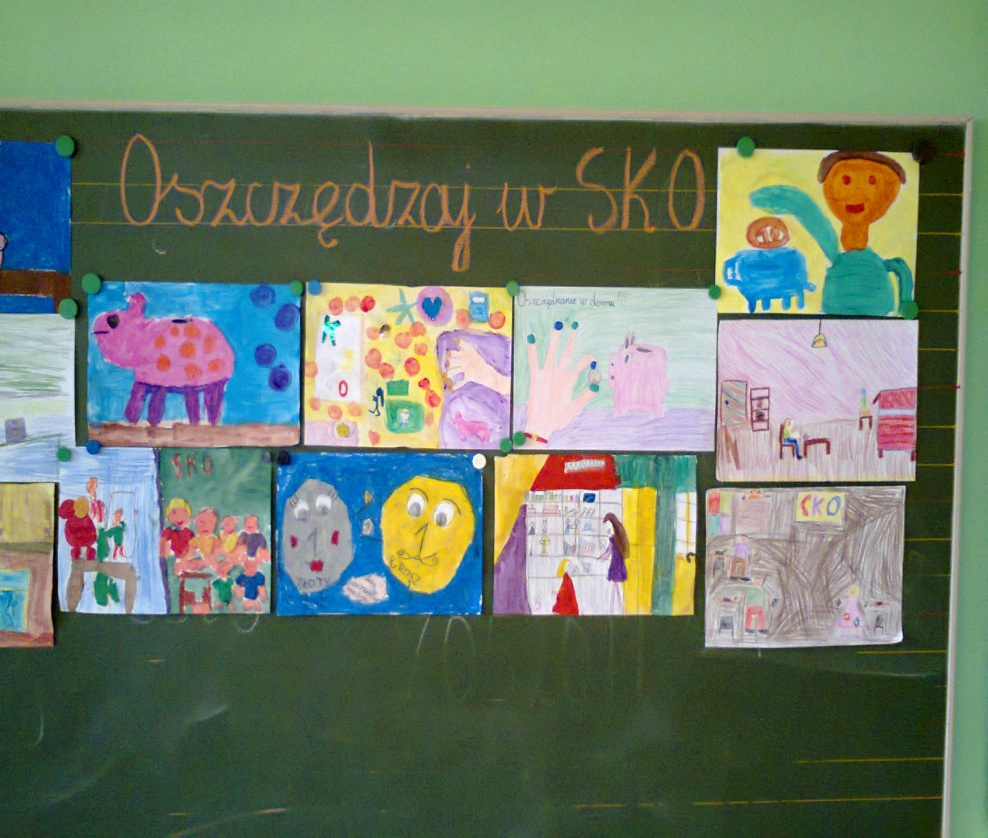 Oszczędzaj w SKO
Oszczędzanie w domu!!!
SKO
1
ZŁOTY
1
GROSZ
SKO